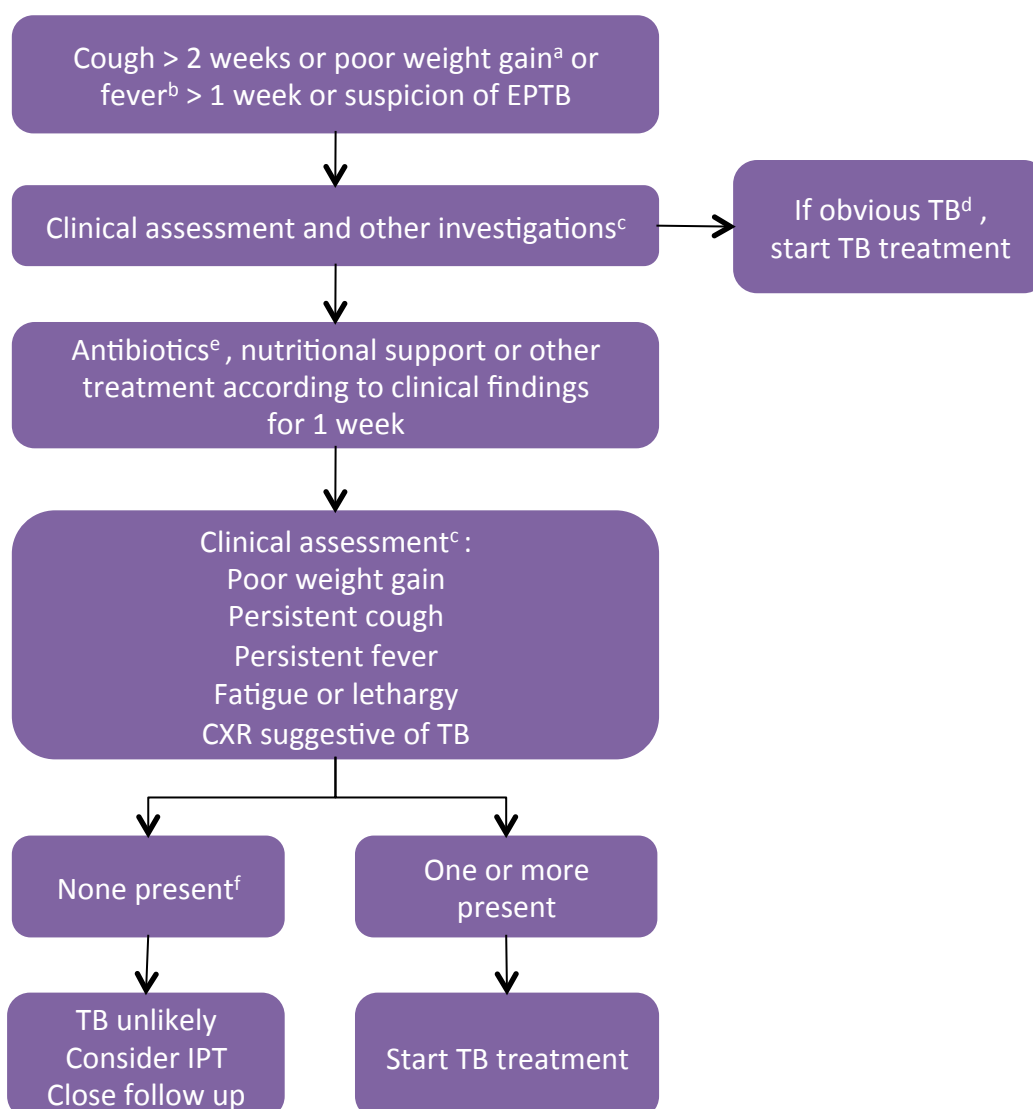 Cough > 2 weeks or poor weight gainᵃ or
feverᵇ > 1 week or suspicion of EPTB
Clinical assessment and other investigationsᶜ
If obvious TBᵈ ,
start TB treatment
Antibioticsᵉ , nutritional support or other
treatment according to clinical findings
for 1 week
Clinical assessmentᶜ :
Poor weight gain
Persistent cough
Persistent fever
Fatigue or lethargy
CXR suggestive of TB
None presentᶠ
One or more
present
TB unlikely
Consider IPT
Close follow up
Start TB treatment